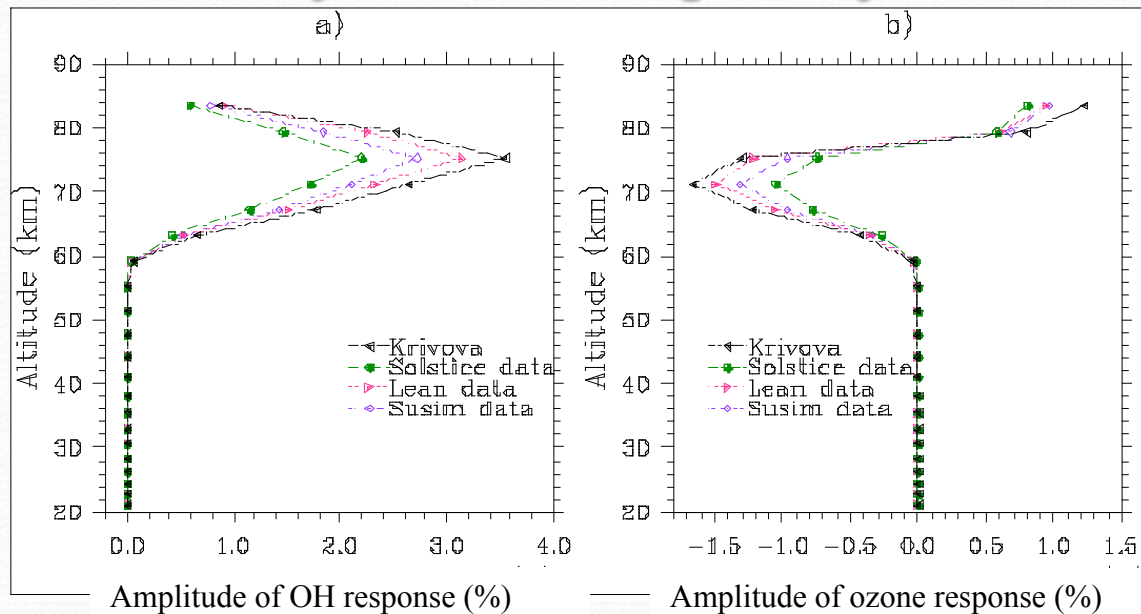 a)
b)
90
80
70
60
50
40
30
20
Altitude (km)
Krivova
Solstice data
Lean data
Susim data
0.0 1.0 2.0 3.0 4.0
Amplitude of OH response (%)
90
80
70
60
50
40
30
20
Altitude (km)
Krivova
Solstice data
Lean data
Susim data
-1.5 -1.0 -0.5 0.0 0.5 1.0 1.5
Amplitude of ozone response (%)